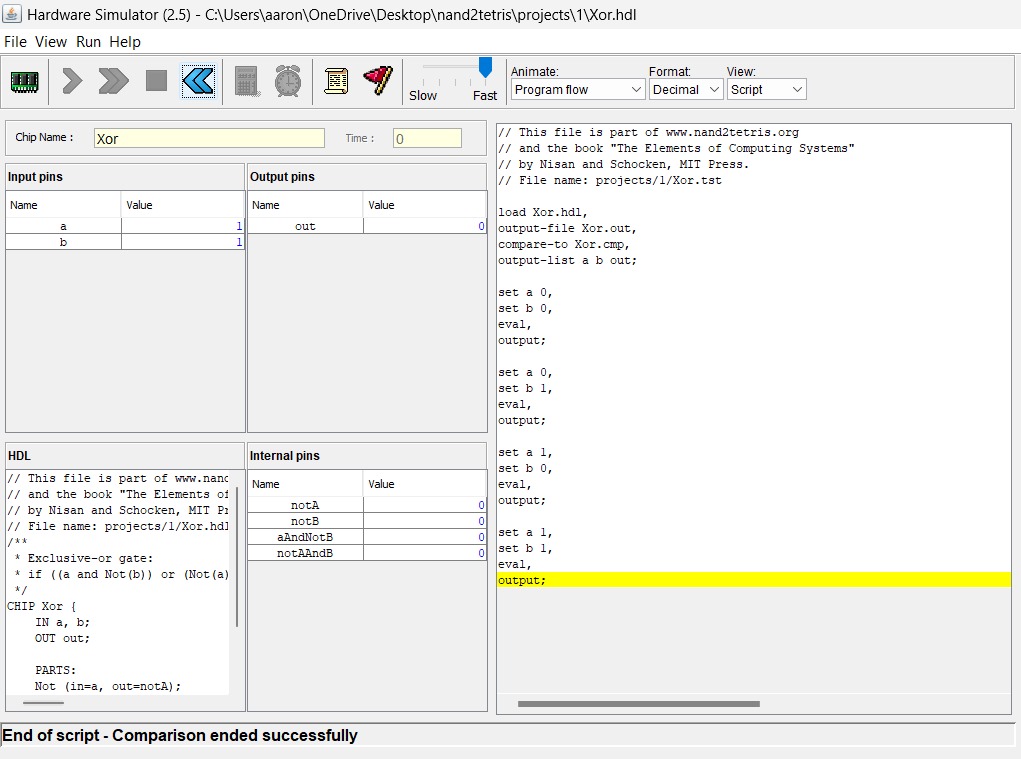 Hardware Simulator (2.5) - C:\Users\aaron\OneDrive\Desktop\nand2tetris\projects\1\Xor.hdl
File View Run Help
Slow Fast
Animate:
Program flow
Format:
Decimal
View:
Script
Chip Name : Xor
Time : 0
Input pins
Name Value
a 1
b 1
Output pins
Name Value
out 0
HDL
// This file is part of www.nand
// and the book "The Elements of
// by Nisan and Schocken, MIT Pr
// File name: projects/1/Xor.hdl
/**
* Exclusive-or gate:
* if ((a and Not(b)) or (Not(a)
*/
CHIP Xor {
IN a, b;
OUT out;
PARTS:
Not (in=a, out=notA);
Internal pins
Name Value
notA 0
notB 0
aAndNotB 0
notAAndB 0
// This file is part of www.nand2tetris.org
// and the book "The Elements of Computing Systems"
// by Nisan and Schocken, MIT Press.
// File name: projects/1/Xor.tst
load Xor.hdl,
output-file Xor.out,
compare-to Xor.cmp,
output-list a b out;
set a 0,
set b 0,
eval,
output;
set a 0,
set b 1,
eval,
output;
set a 1,
set b 0,
eval,
output;
set a 1,
set b 1,
eval,
output;
End of script - Comparison ended successfully